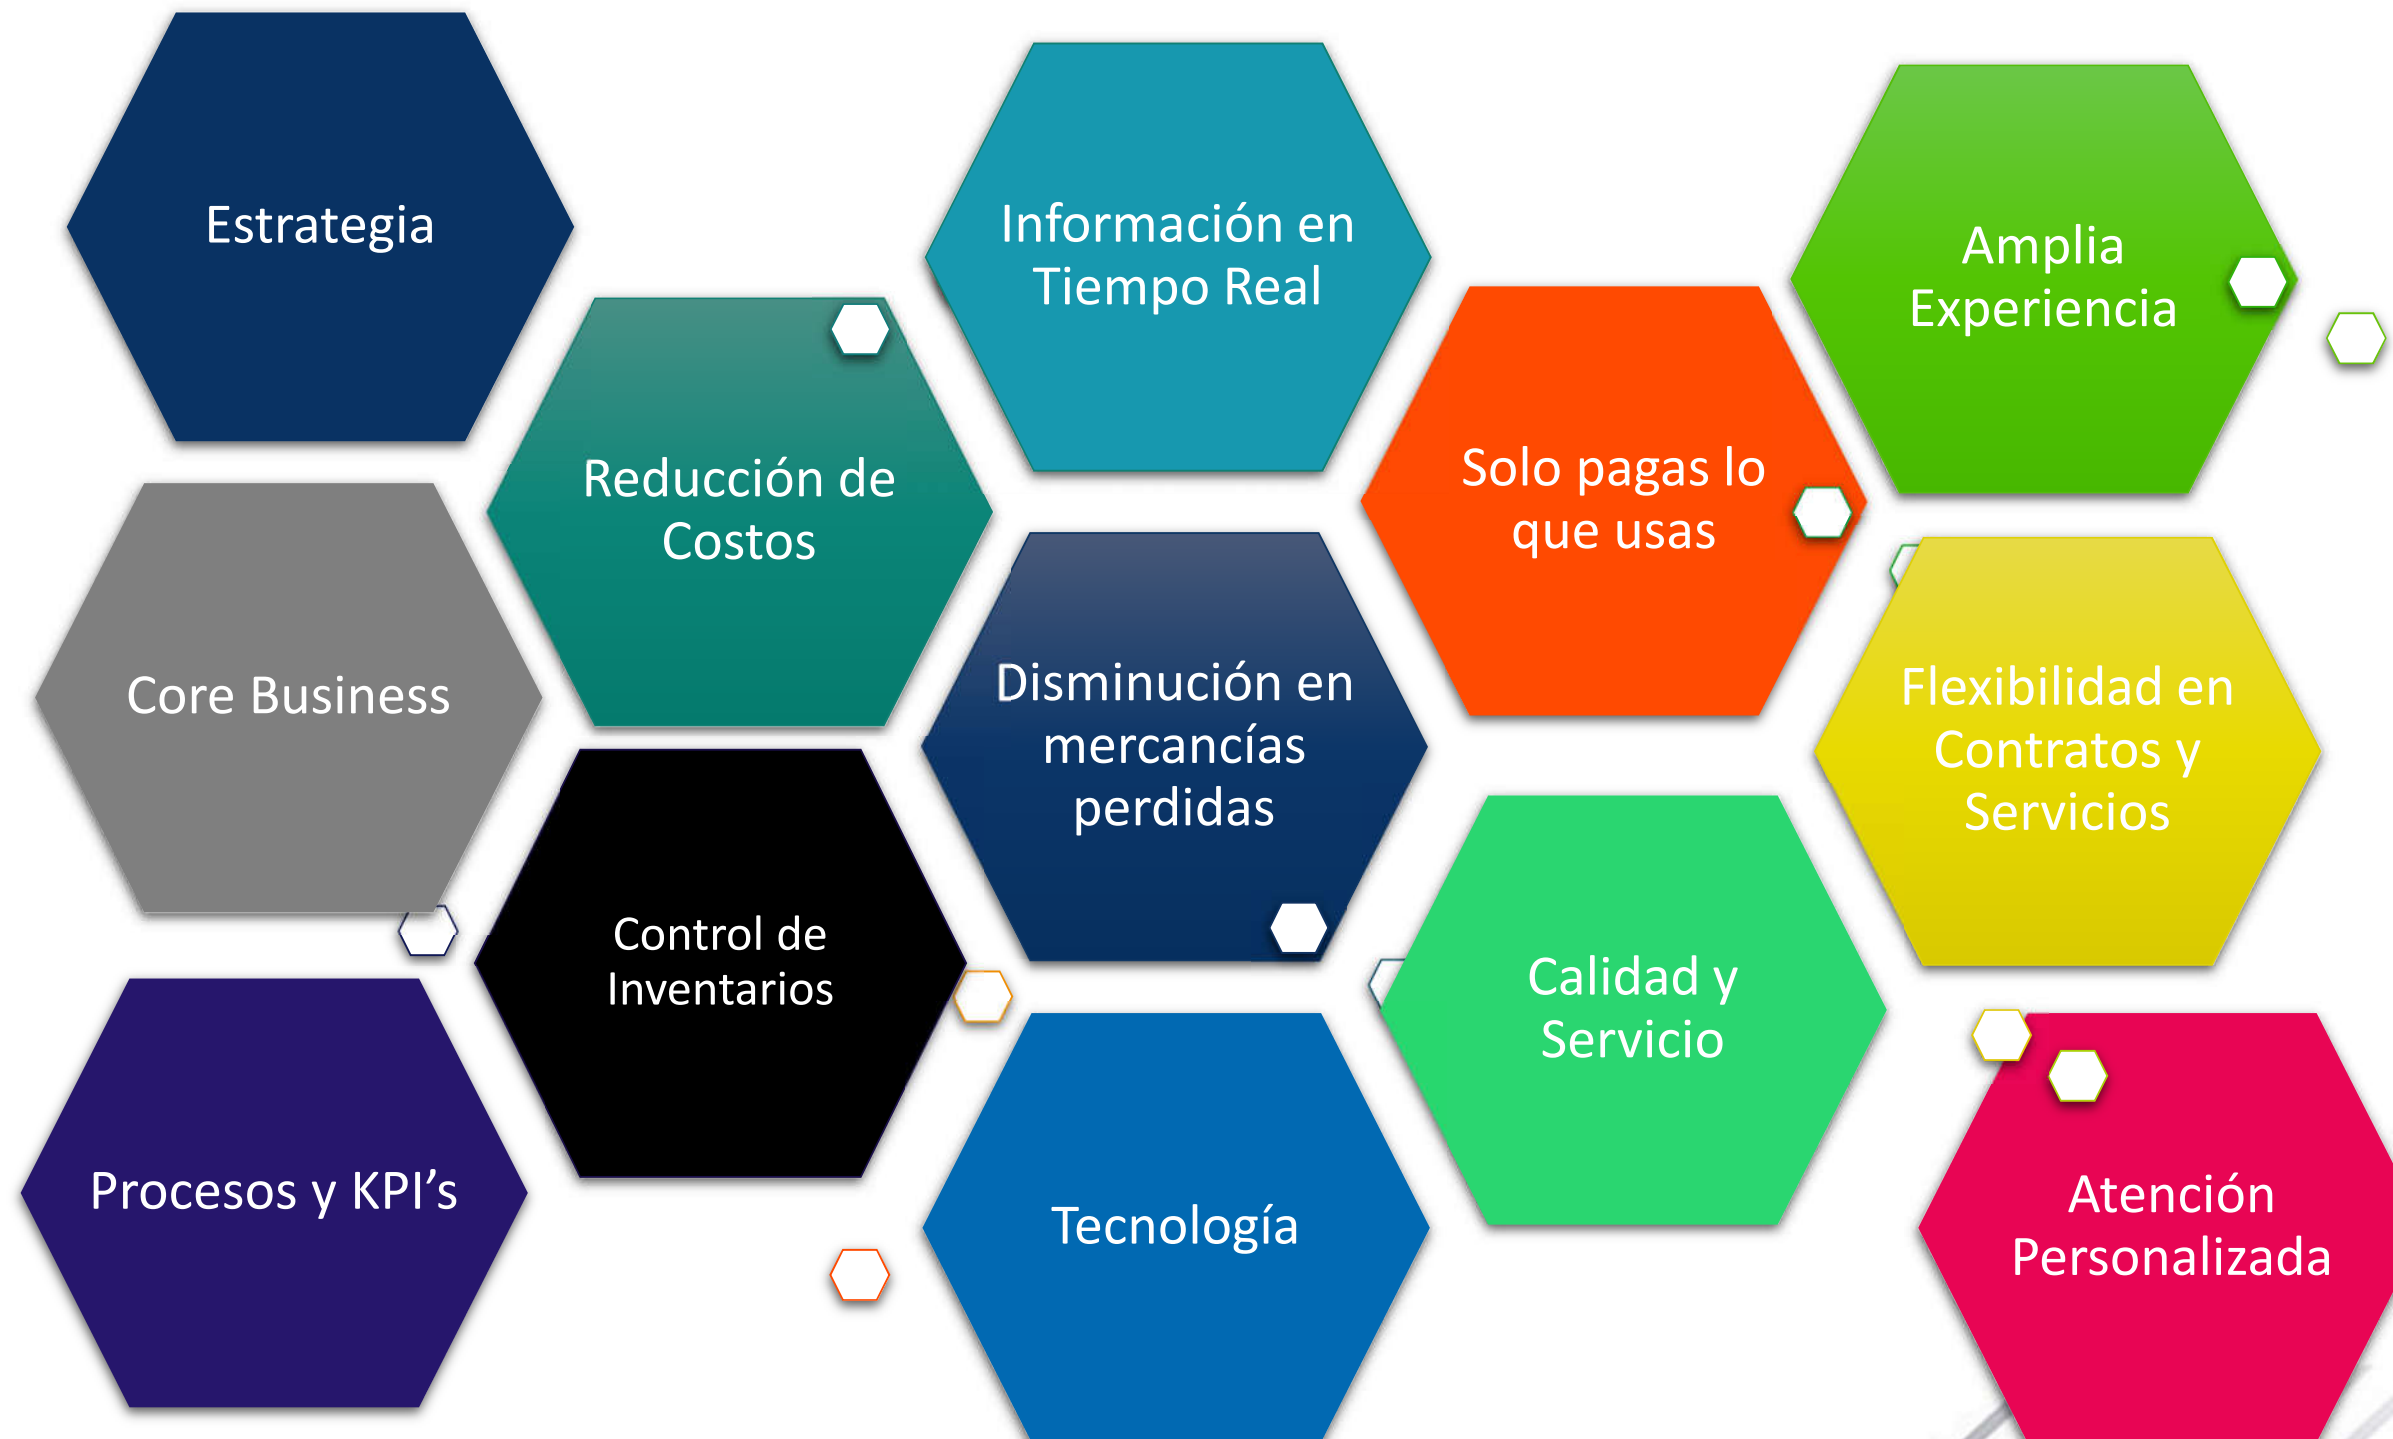 Estrategia
Información en
Tiempo Real
Amplia
Experiencia
Reducción de
Costos
Solo pagas lo
que usas
Core Business
Disminución en
mercancías
perdidas
Flexibilidad en
Contratos y
Servicios
Control de
Inventarios
Calidad y
Servicio
Procesos y KPI’s
Tecnología
Atención
Personalizada